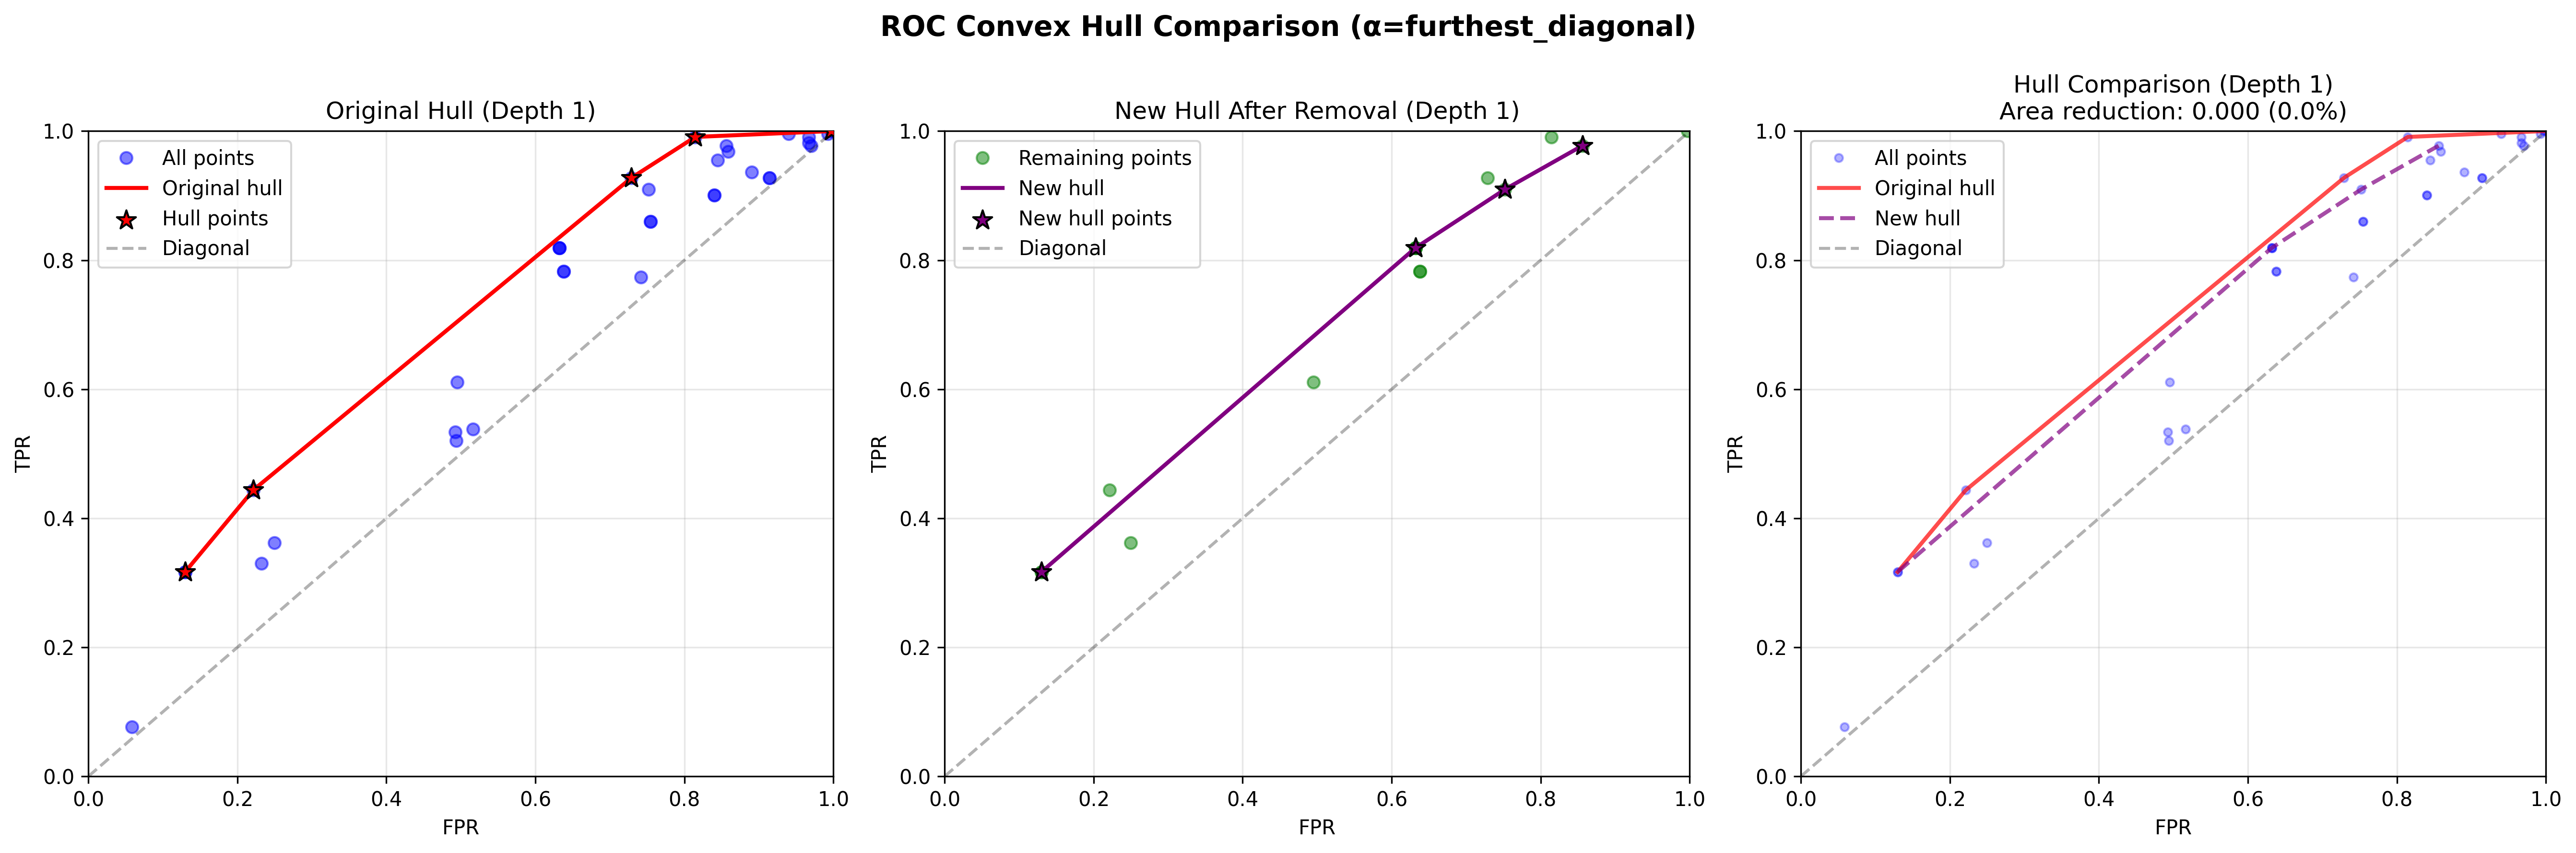 ROC Convex Hull Comparison (α=furthest_diagonal)
Original Hull (Depth 1)
All points
Original hull
Hull points
Diagonal
1.0
0.8
0.6
0.4
0.2
0.0
TPR
0.0 0.2 0.4 0.6 0.8 1.0
FPR
New Hull After Removal (Depth 1)
Remaining points
New hull
New hull points
Diagonal
1.0
0.8
0.6
0.4
0.2
0.0
TPR
0.0 0.2 0.4 0.6 0.8 1.0
FPR
Hull Comparison (Depth 1)
Area reduction: 0.000 (0.0%)
All points
Original hull
New hull
Diagonal
1.0
0.8
0.6
0.4
0.2
0.0
TPR
0.0 0.2 0.4 0.6 0.8 1.0
FPR